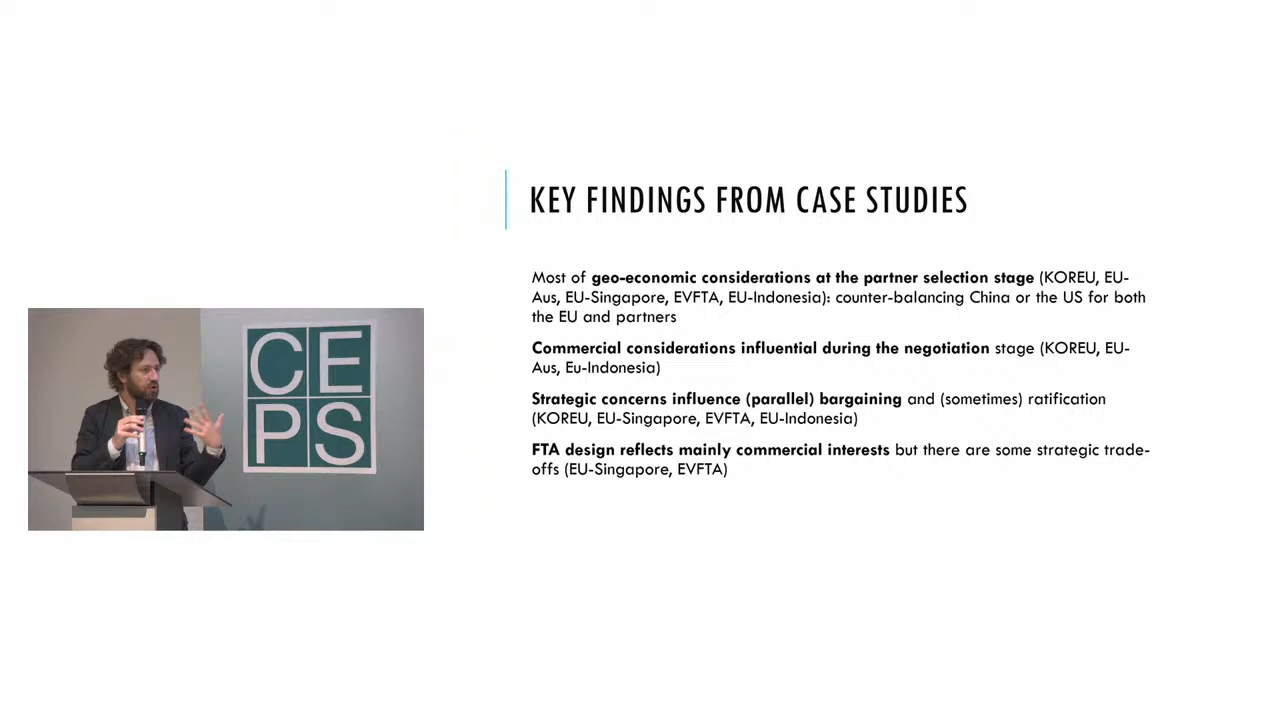 KEY FINDINGS FROM CASE STUDIES
Most of geo-economic considerations at the partner selection stage (KOREU, EU-
Aus, EU-Singapore, EVFTA, EU-Indonesia): counter-balancing China or the US for both
the EU and partners
Commercial considerations influential during the negotiation stage (KOREU, EU-
Aus, Eu-Indonesia)
Strategic concerns influence (parallel) bargaining and (sometimes) ratification
(KOREU, EU-Singapore, EVFTA, EU-Indonesia)
FTA design reflects mainly commercial interests but there are some strategic trade-
offs (EU-Singapore, EVFTA)
CE
PS